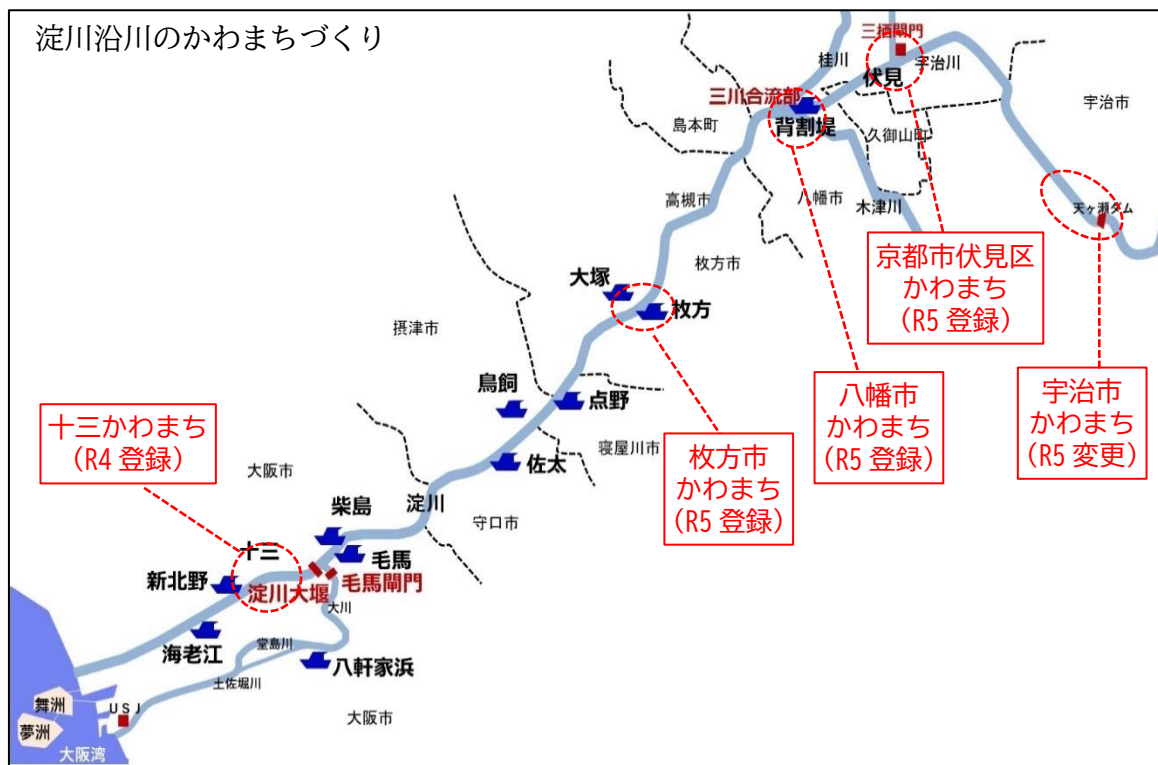 淀川沿川のかわまちづくり
三栖閘門
桂川
宇治川
伏見
宇治市
三川合流部
背割堤
島本町
久御山町
高槻市
八幡市
木津川
天ヶ瀬ダム
枚方市
京都市伏見区
かわまち
（R5 登録）
大塚
枚方
摂津市
鳥飼
点野
八幡市
かわまち
（R5 登録）
宇治市
かわまち
（R5 変更）
十三かわまち
（R4 登録）
寝屋川市
枚方市
かわまち
（R5 登録）
大阪市
佐太
柴島
淀川
守口市
十三
毛馬
新北野
淀川大堰
毛馬閘門
大川
海老江
堂島川
八軒家浜
土佐堀川
舞洲
USJ
夢洲
大阪市
大阪湾